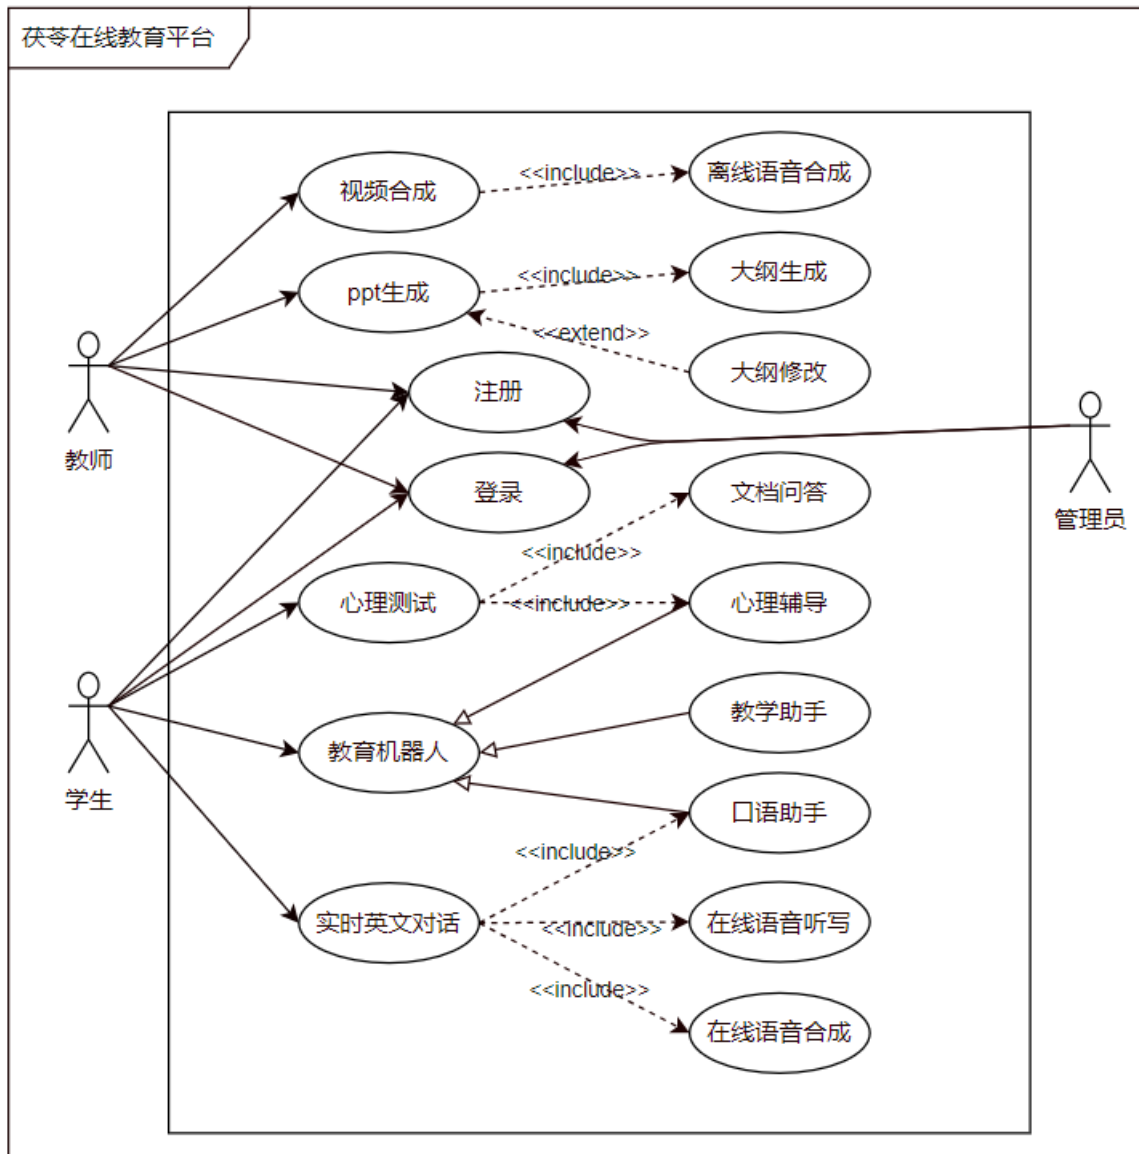 茯苓在线教育平台
视频合成
<<include>>
离线语音合成
ppt生成
<<include>>
大纲生成
<<extend>>
大纲修改
注册
教师
登录
文档问答
管理员
<<include>>
心理测试
<<include>>
心理辅导
教学助手
教育机器人
学生
口语助手
<<include>>
实时英文对话
<<include>>
在线语音听写
<<include>>
在线语音合成